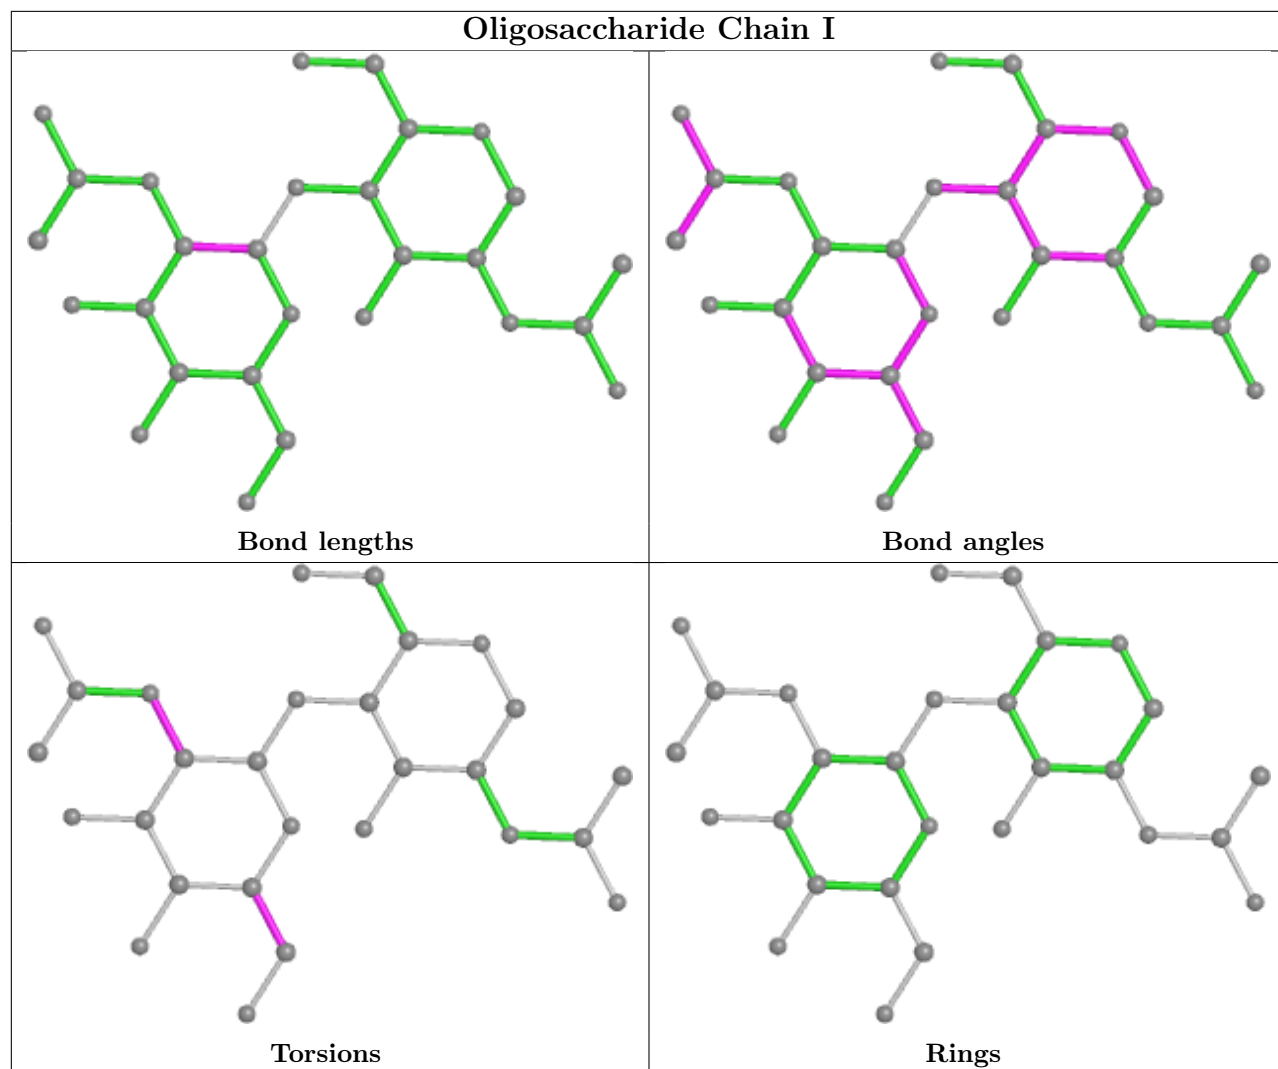 Oligosaccharide Chain I
Bond lengths
Bond angles
Torsions
Rings